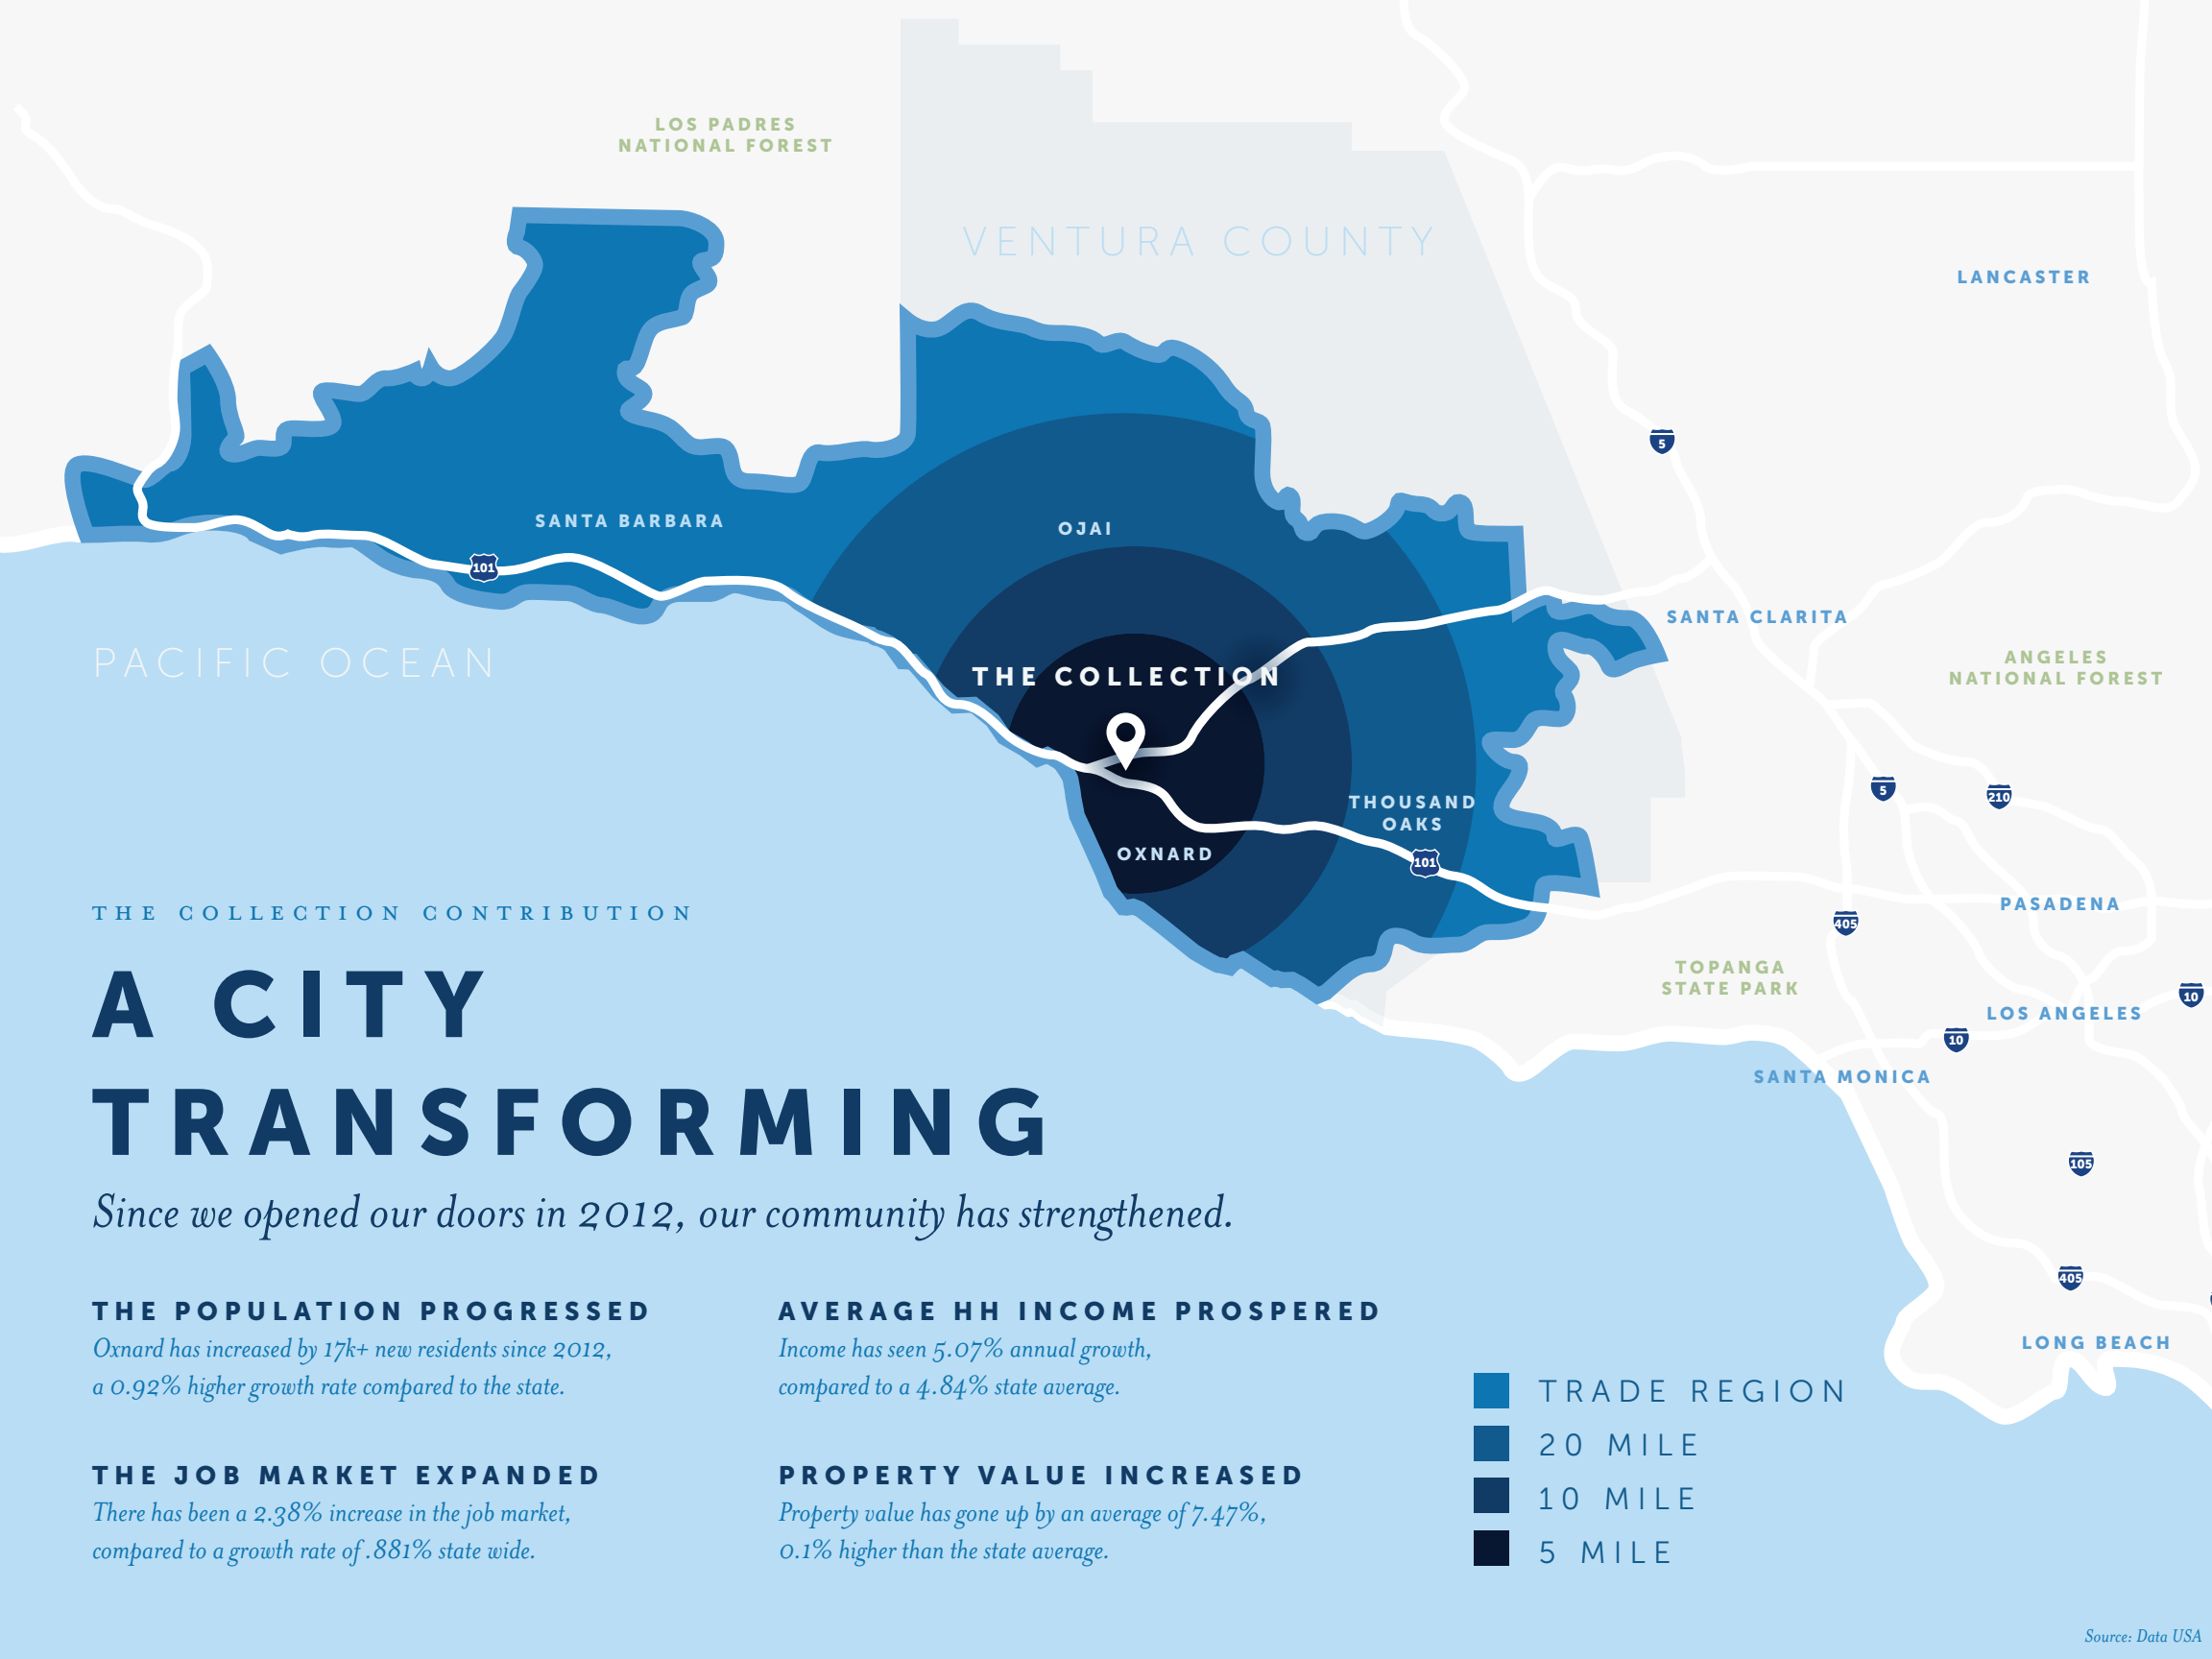 LOS PADRES
NATIONAL FOREST
VENTURA COUNTY
LANCASTER
5
SANTA BARBARA
OJAI
101
SANTA CLARITA
PACIFIC OCEAN
ANGELES
NATIONAL FOREST
THE COLLECTION
5
210
THOUSAND
OAKS
OXNARD
101
PASADENA
405
TOPANGA
STATE PARK
10
LOS ANGELES
10
SANTA MONICA
105
405
LONG BEACH
THE COLLECTION CONTRIBUTION
A CITY
TRANSFORMING
Since we opened our doors in 2012, our community has strengthened.
THE POPULATION PROGRESSED
Oxnard has increased by 17k+ new residents since 2012,
a 0.92% higher growth rate compared to the state.
AVERAGE HH INCOME PROSPERED
Income has seen 5.07% annual growth,
compared to a 4.84% state average.
THE JOB MARKET EXPANDED
There has been a 2.38% increase in the job market,
compared to a growth rate of .881% state wide.
PROPERTY VALUE INCREASED
Property value has gone up by an average of 7.47%,
0.1% higher than the state average.
TRADE REGION
20 MILE
10 MILE
5 MILE
Source: Data USA